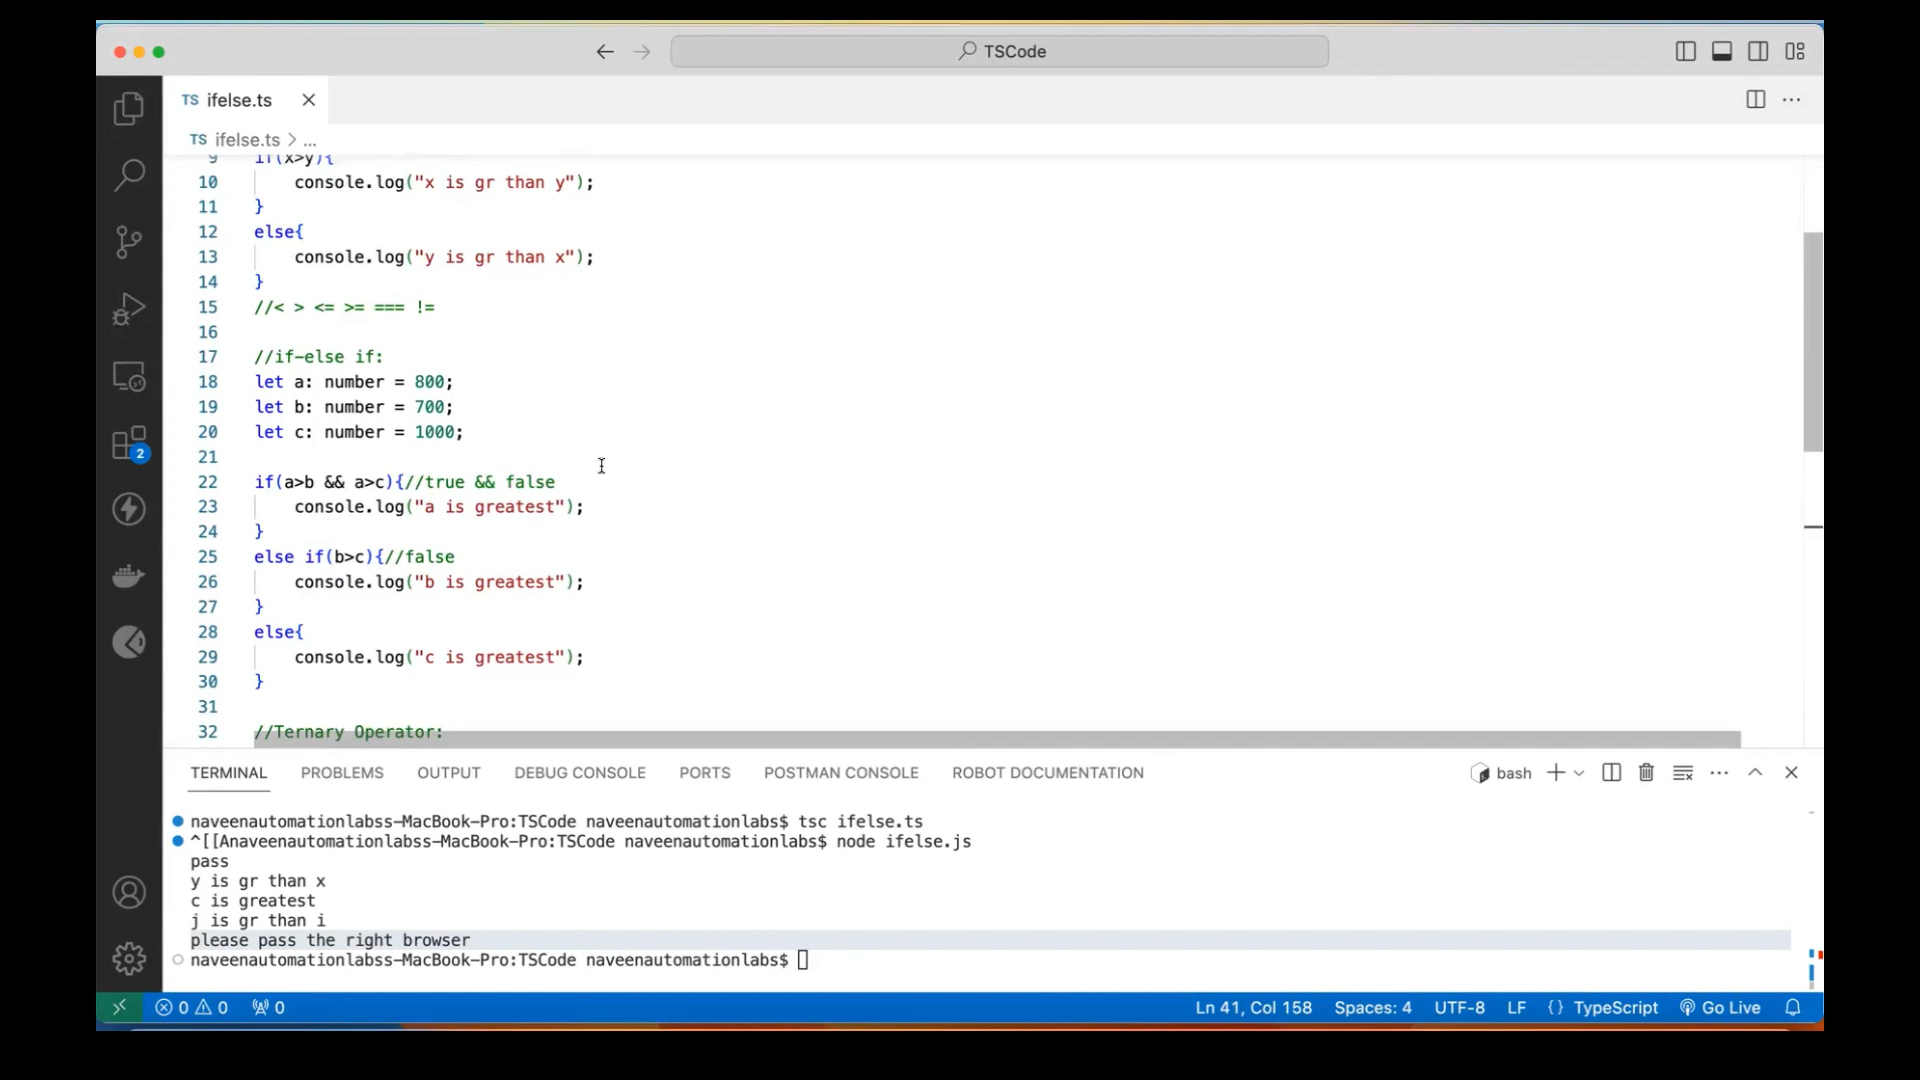 TSCode
TS ifelse.ts
TS ifelse.ts > ...
9 if(x>y){
10 console.log("x is gr than y");
11 }
12 else{
13 console.log("y is gr than x");
14 }
15 //< > <= >= === !=
16
17 //if-else if:
18 let a: number = 800;
19 let b: number = 700;
20 let c: number = 1000;
21
22 if(a>b && a>c){//true && false
23 console.log("a is greatest");
24 }
25 else if(b>c){//false
26 console.log("b is greatest");
27 }
28 else{
29 console.log("c is greatest");
30 }
31
32 //Ternary Operator:
2
TERMINAL PROBLEMS OUTPUT DEBUG CONSOLE PORTS POSTMAN CONSOLE ROBOT DOCUMENTATION bash
naveenautomationlabss-MacBook-Pro:TSCode naveenautomationlabs$ tsc ifelse.ts
^[[Anaveenautomationlabss-MacBook-Pro:TSCode naveenautomationlabs$ node ifelse.js
pass
y is gr than x
c is greatest
j is gr than i
please pass the right browser
naveenautomationlabss-MacBook-Pro:TSCode naveenautomationlabs$
0 0 0 Ln 41, Col 158 Spaces: 4 UTF-8 LF {} TypeScript Go Live